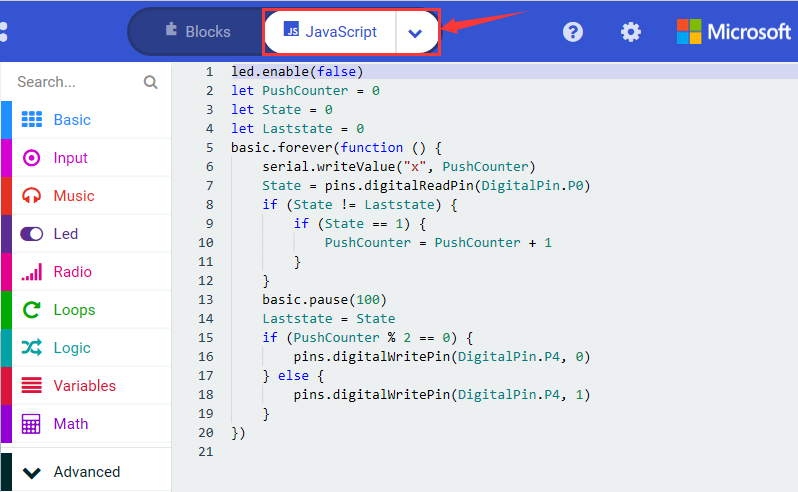 Blocks
JS JavaScript
?
Microsoft
Search...
Basic
Input
Music
Led
Radio
Loops
Logic
Variables
Math
Advanced
1 led.enable(false)
2 let PushCounter = 0
3 let State = 0
4 let Laststate = 0
5 basic.forever(function () {
6 serial.writeValue("x", PushCounter)
7 State = pins.digitalReadPin(DigitalPin.P0)
8 if (State != Laststate) {
9 if (State == 1) {
10 PushCounter = PushCounter + 1
11 }
12 }
13 basic.pause(100)
14 Laststate = State
15 if (PushCounter % 2 == 0) {
16 pins.digitalWritePin(DigitalPin.P4, 0)
17 } else {
18 pins.digitalWritePin(DigitalPin.P4, 1)
19 }
20 })
21